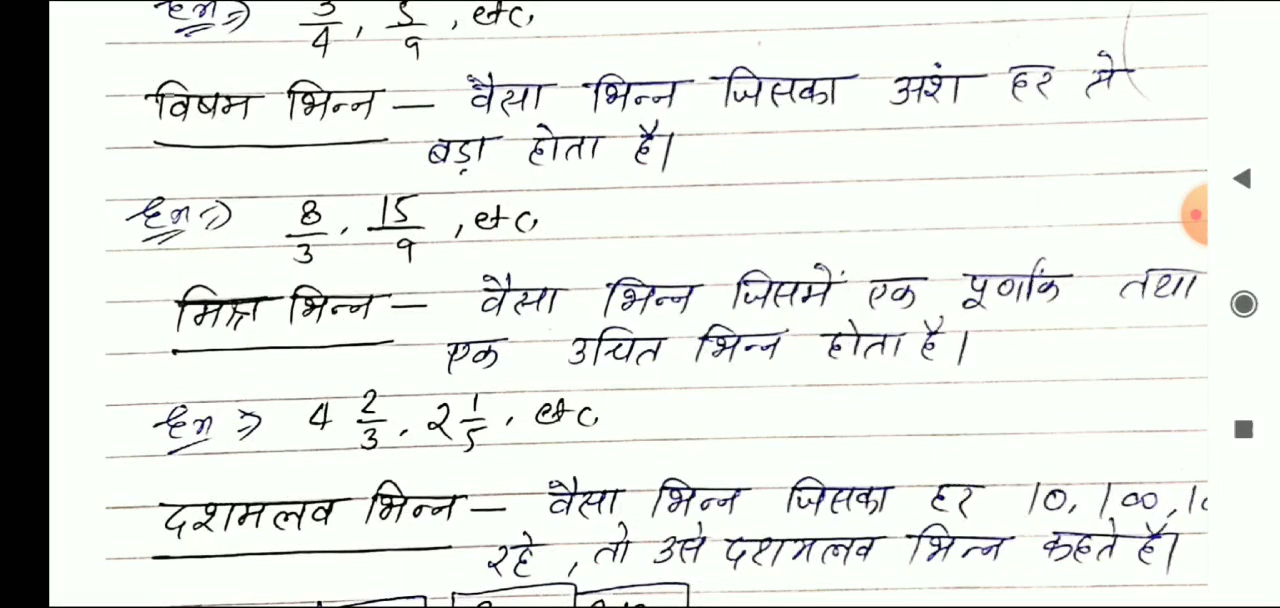 Ex⇒ 3/4, 5/9, etc.
विषम भिन्न – वैसा भिन्न जिसका अंश हर से
बड़ा होता है।
Ex⇒ 8/3, 15/9, etc.
मिश्र भिन्न – वैसा भिन्न जिसमें एक पूर्णांक तथा
एक उचित भिन्न होता है।
Ex⇒ 4 2/3, 2 1/5, etc.
दशमलव भिन्न – वैसा भिन्न जिसका हर 10, 100, 10
रहे, तो उसे दशमलव भिन्न कहते हैं।